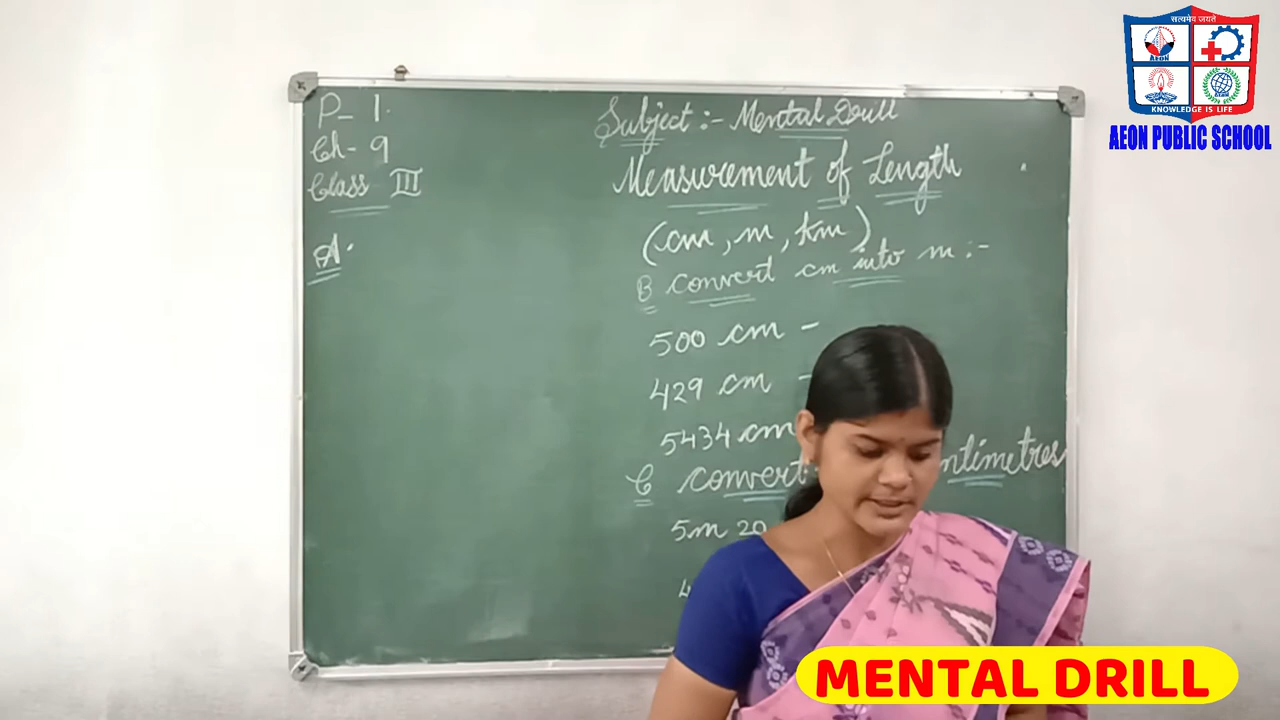 P- 1.
Ch- 9
Class III
A.
Subject :- Mental Drill
Measurement of Length
(cm, m, km)
B Convert cm into m :-
500 cm -
429 cm -
5434 cm
C Convert ntimetres
5m 20
4
सत्यमेव जयते
AEON
AEON
KNOWLEDGE IS LIFE
AEON PUBLIC SCHOOL
MENTAL DRILL